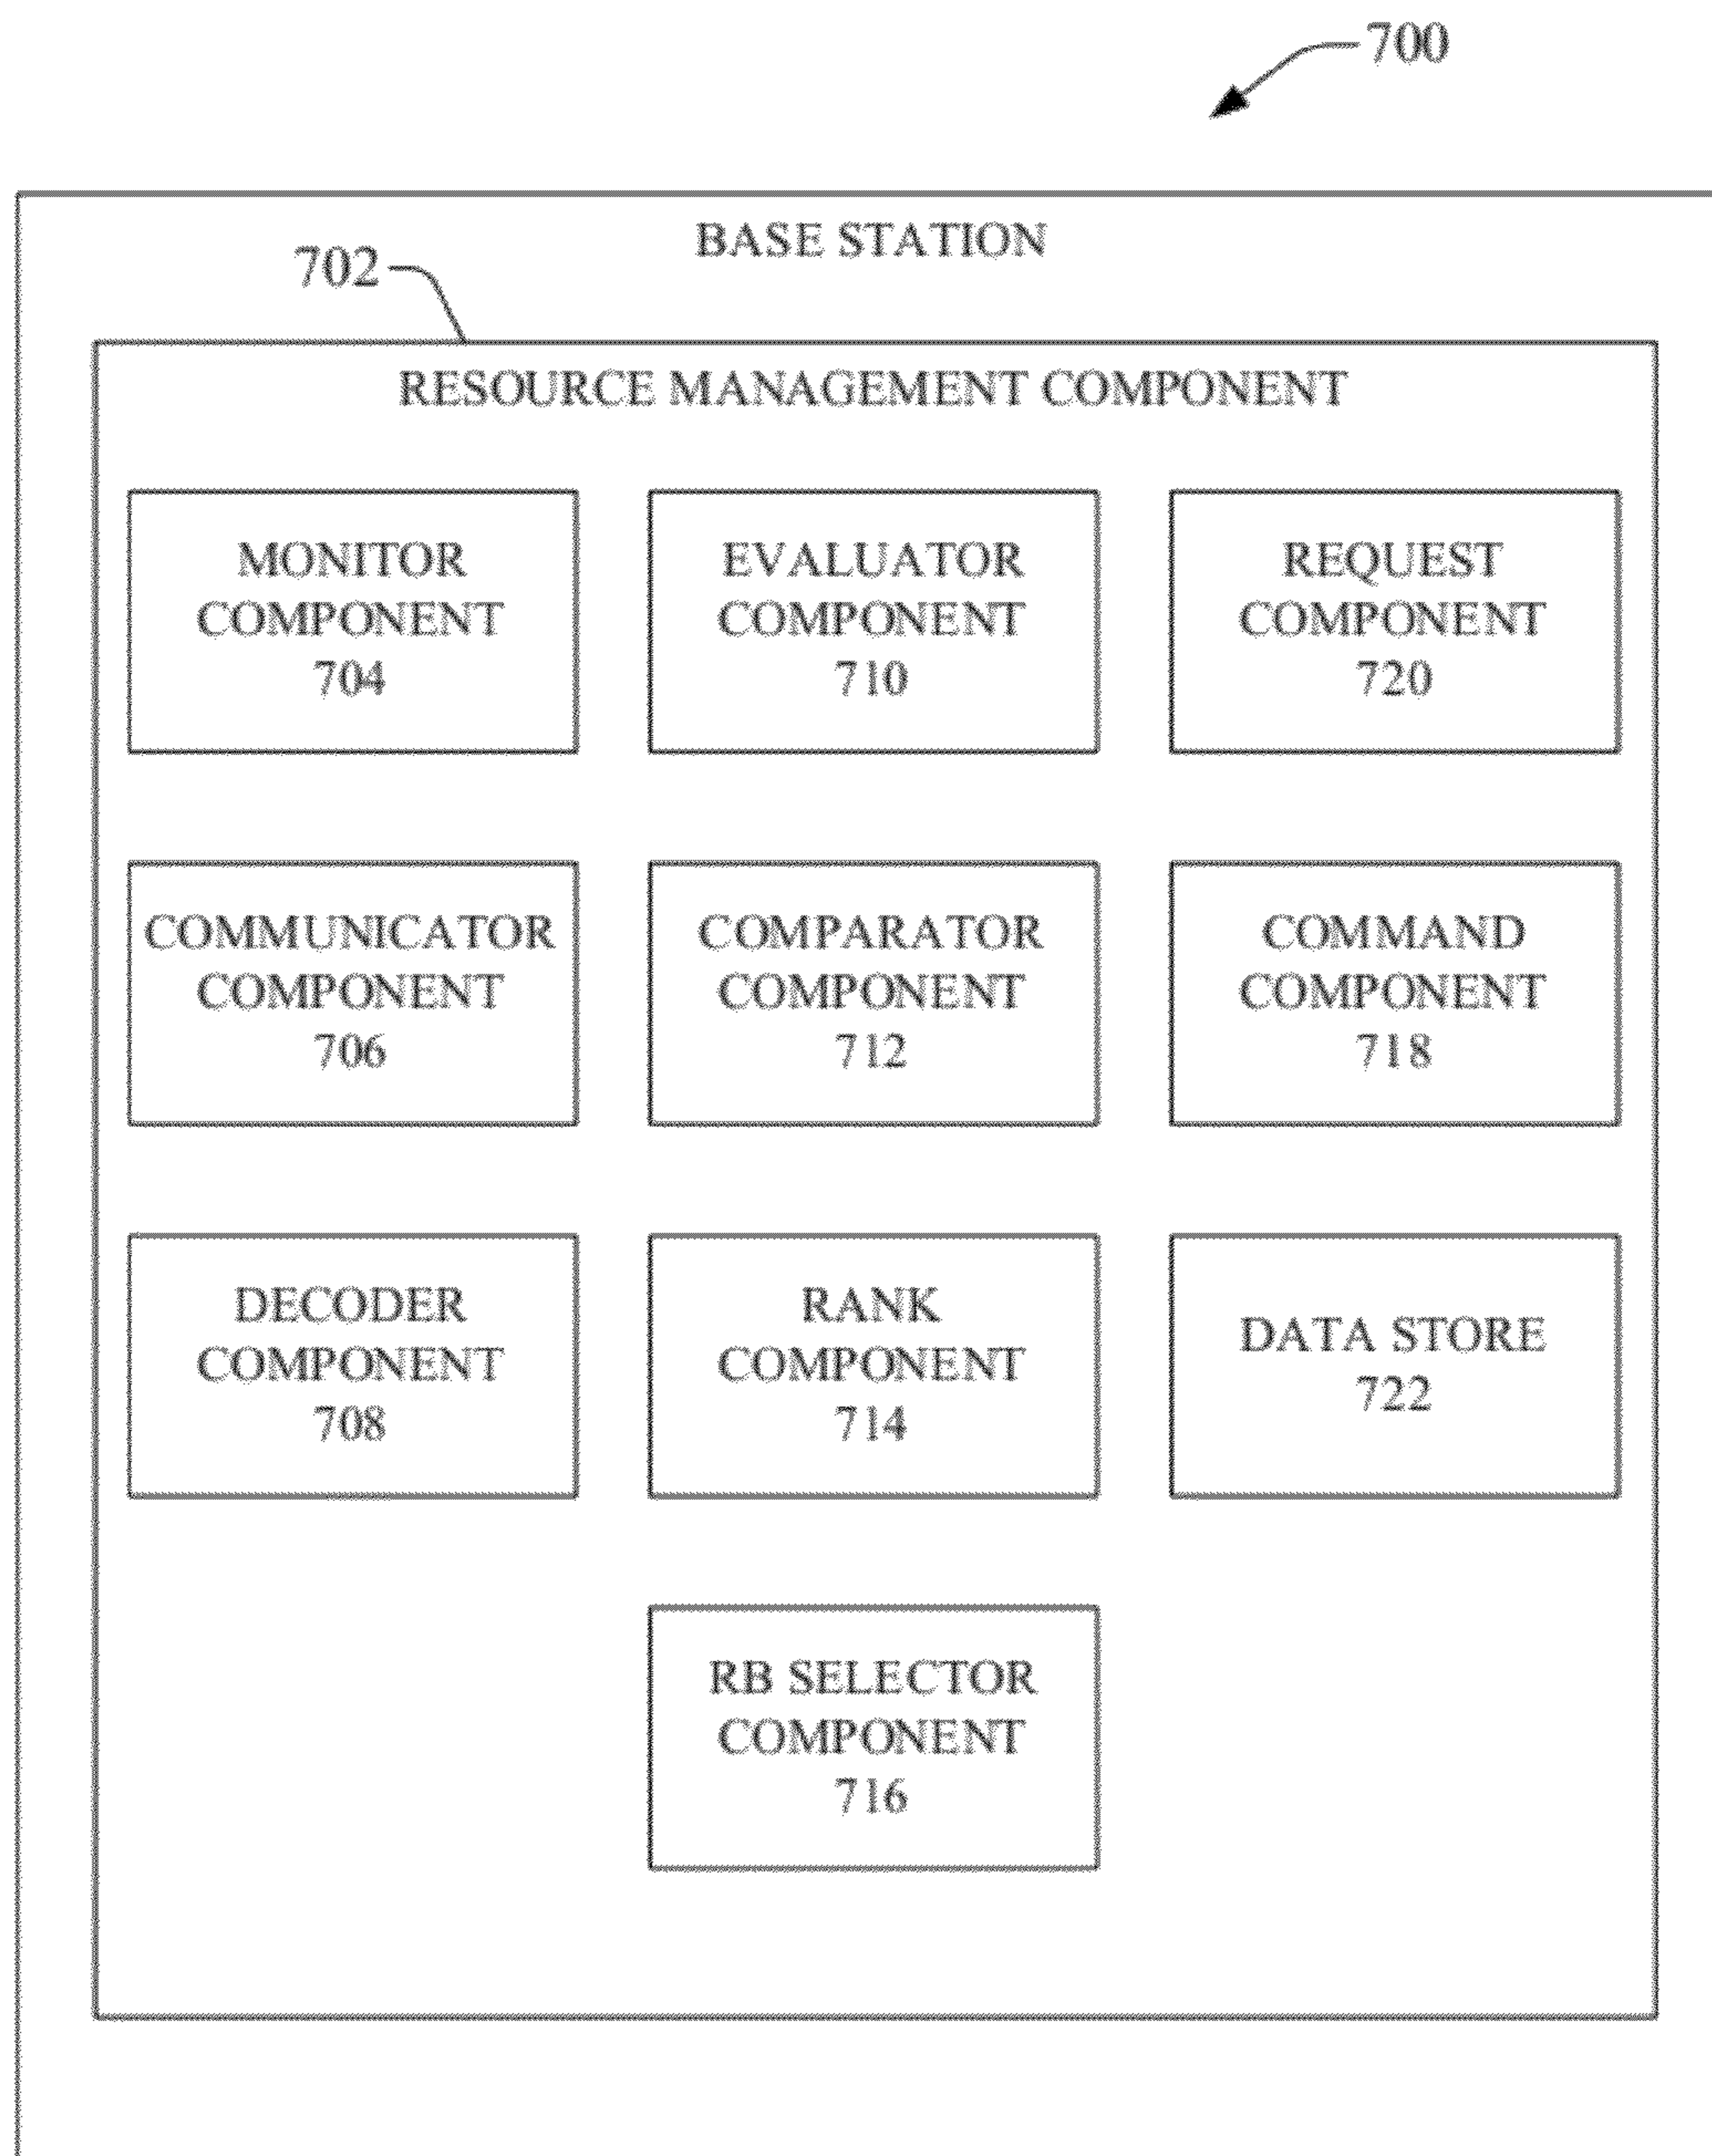 700
BASE STATION
702
RESOURCE MANAGEMENT COMPONENT
MONITOR
COMPONENT
704
EVALUATOR
COMPONENT
710
REQUEST
COMPONENT
720
COMMUNICATOR
COMPONENT
706
COMPARATOR
COMPONENT
712
COMMAND
COMPONENT
718
DECODER
COMPONENT
708
RANK
COMPONENT
714
DATA STORE
722
RB SELECTOR
COMPONENT
716